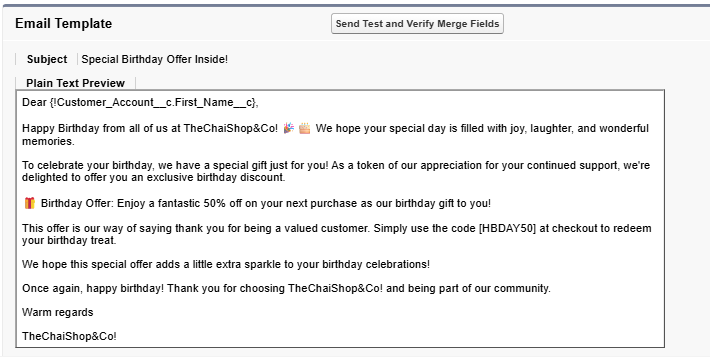 Email Template
Send Test and Verify Merge Fields
Subject Special Birthday Offer Inside!
Plain Text Preview
Dear {!Customer_Account__c.First_Name__c},
Happy Birthday from all of us at TheChaiShop&Co! 🎉 🎂 We hope your special day is filled with joy, laughter, and wonderful
memories.
To celebrate your birthday, we have a special gift just for you! As a token of our appreciation for your continued support, we're
delighted to offer you an exclusive birthday discount.
🎁 Birthday Offer: Enjoy a fantastic 50% off on your next purchase as our birthday gift to you!
This offer is our way of saying thank you for being a valued customer. Simply use the code [HBDAY50] at checkout to redeem
your birthday treat.
We hope this special offer adds a little extra sparkle to your birthday celebrations!
Once again, happy birthday! Thank you for choosing TheChaiShop&Co! and being part of our community.
Warm regards
TheChaiShop&Co!